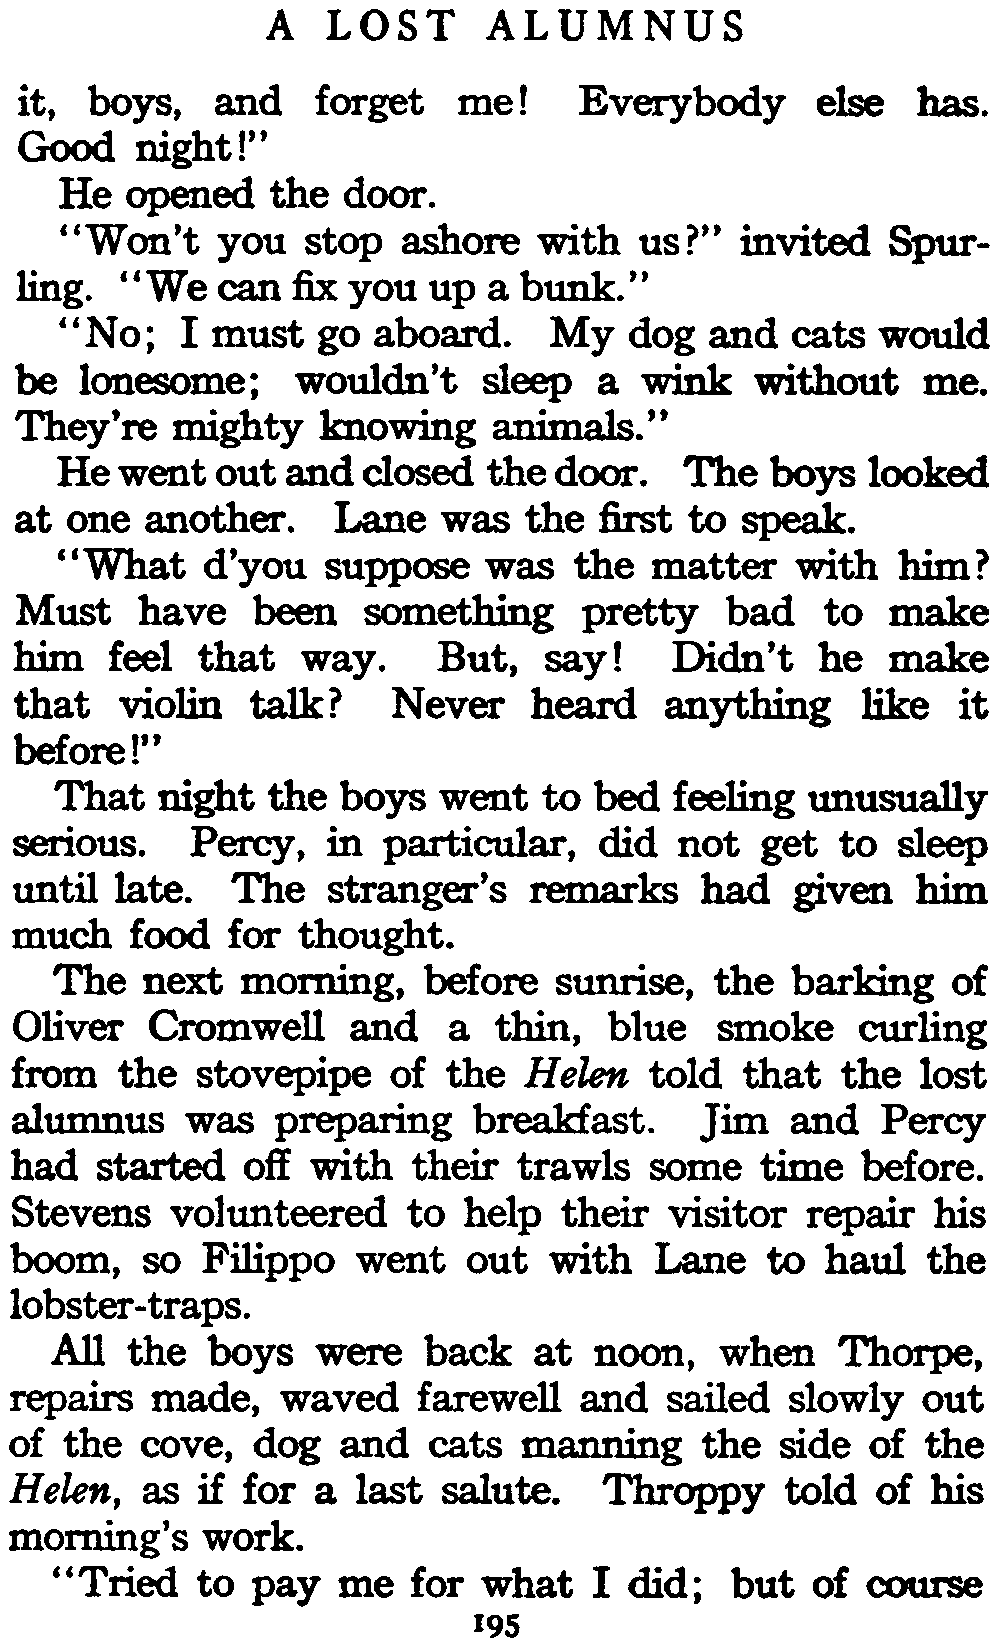 A LOST ALUMNUS
it, boys, and forget me! Everybody else has.
Good night!"
He opened the door.
"Won't you stop ashore with us?" invited Spur-
ling. "We can fix you up a bunk."
"No; I must go aboard. My dog and cats would
be lonesome; wouldn't sleep a wink without me.
They're mighty knowing animals."
He went out and closed the door. The boys looked
at one another. Lane was the first to speak.
"What d'you suppose was the matter with him?
Must have been something pretty bad to make
him feel that way. But, say! Didn't he make
that violin talk? Never heard anything like it
before!"
That night the boys went to bed feeling unusually
serious. Percy, in particular, did not get to sleep
until late. The stranger's remarks had given him
much food for thought.
The next morning, before sunrise, the barking of
Oliver Cromwell and a thin, blue smoke curling
from the stovepipe of the Helen told that the lost
alumnus was preparing breakfast. Jim and Percy
had started off with their trawls some time before.
Stevens volunteered to help their visitor repair his
boom, so Filippo went out with Lane to haul the
lobster-traps.
All the boys were back at noon, when Thorpe,
repairs made, waved farewell and sailed slowly out
of the cove, dog and cats manning the side of the
Helen, as if for a last salute. Throppy told of his
morning's work.
"Tried to pay me for what I did; but of course
195